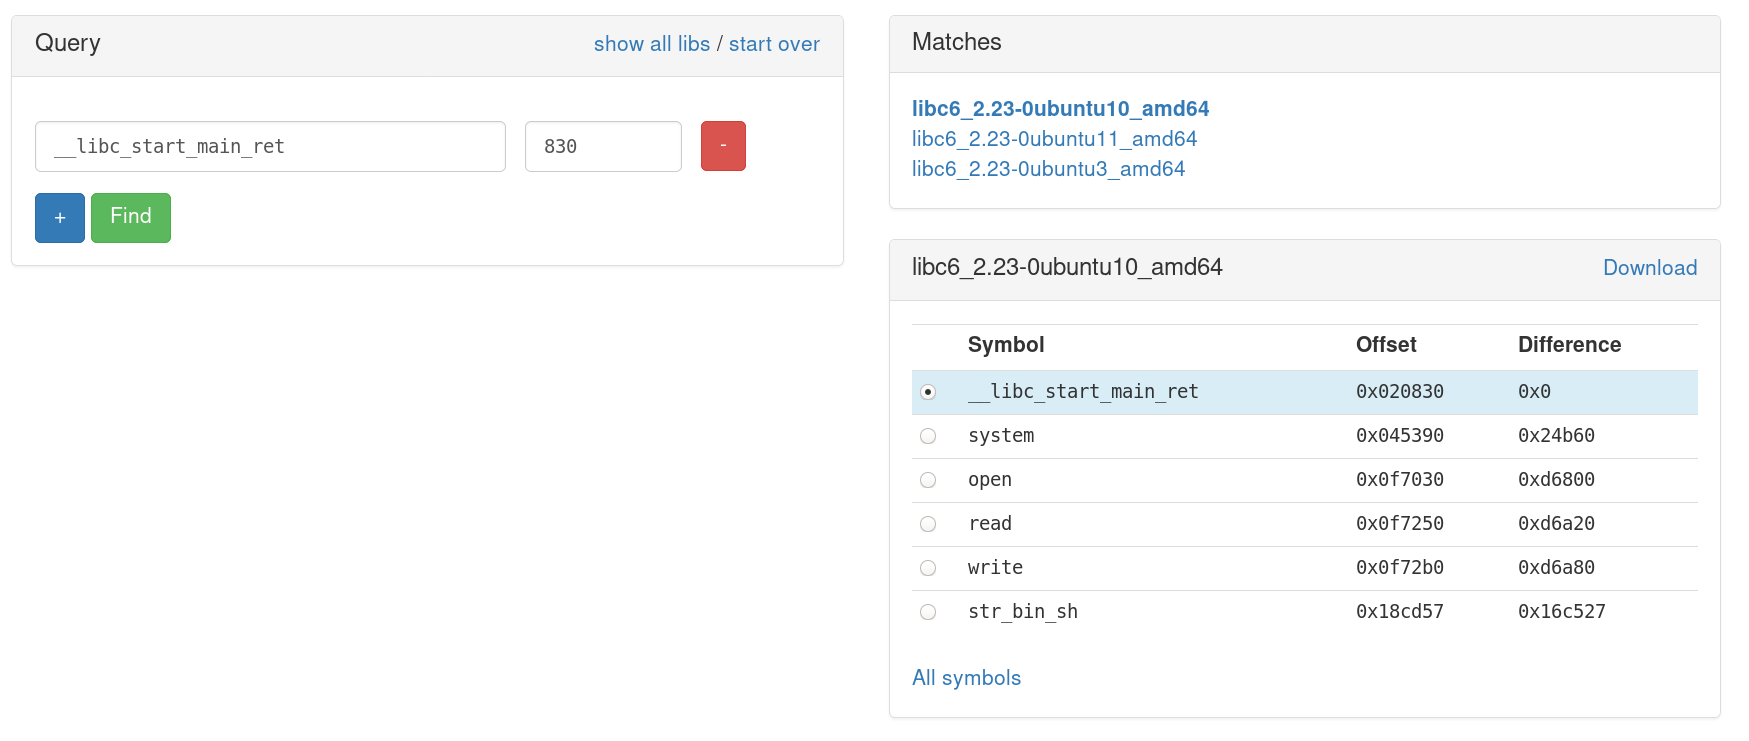 Query show all libs / start over
__libc_start_main_ret 830 -
+ Find
Matches
libc6_2.23-0ubuntu10_amd64
libc6_2.23-0ubuntu11_amd64
libc6_2.23-0ubuntu3_amd64
libc6_2.23-0ubuntu10_amd64 Download
Symbol Offset Difference
__libc_start_main_ret 0x020830 0x0
system 0x045390 0x24b60
open 0x0f7030 0xd6800
read 0x0f7250 0xd6a20
write 0x0f72b0 0xd6a80
str_bin_sh 0x18cd57 0x16c527
All symbols